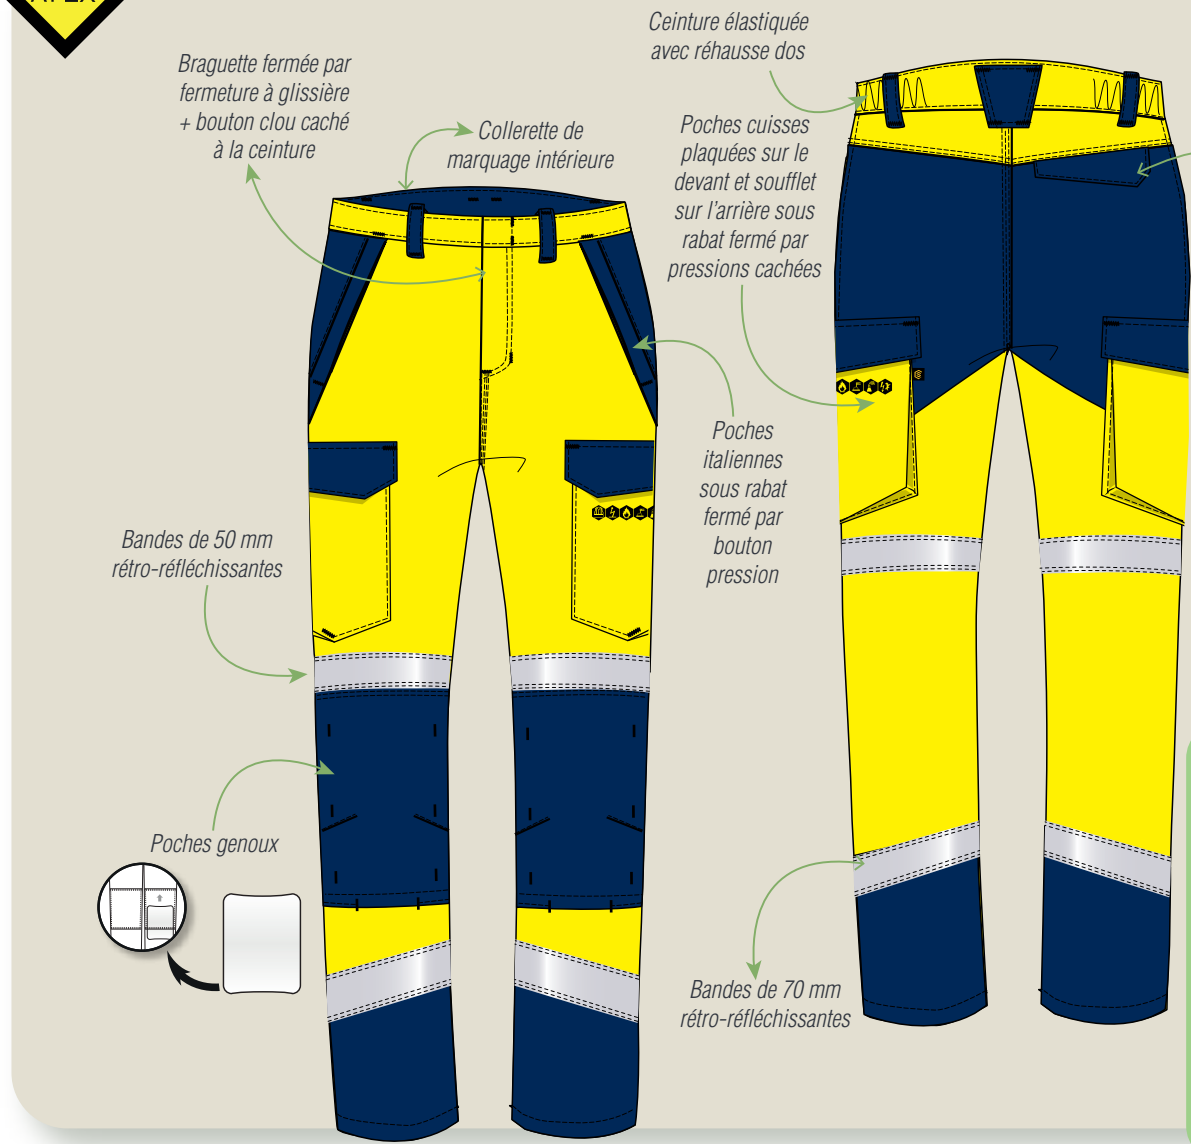 Braguette fermée par
fermeture à glissière
+ bouton clou caché
à la ceinture
Collerette de
marquage intérieure
Ceinture élastiquée
avec réhausse dos
Poches cuisses
plaquées sur le
devant et soufflet
sur l'arrière sous
rabat fermé par
pressions cachées
Poches
italiennes
sous rabat
fermé par
bouton
pression
Bandes de 50 mm
rétro-réfléchissantes
Poches genoux
Bandes de 70 mm
rétro-réfléchissantes